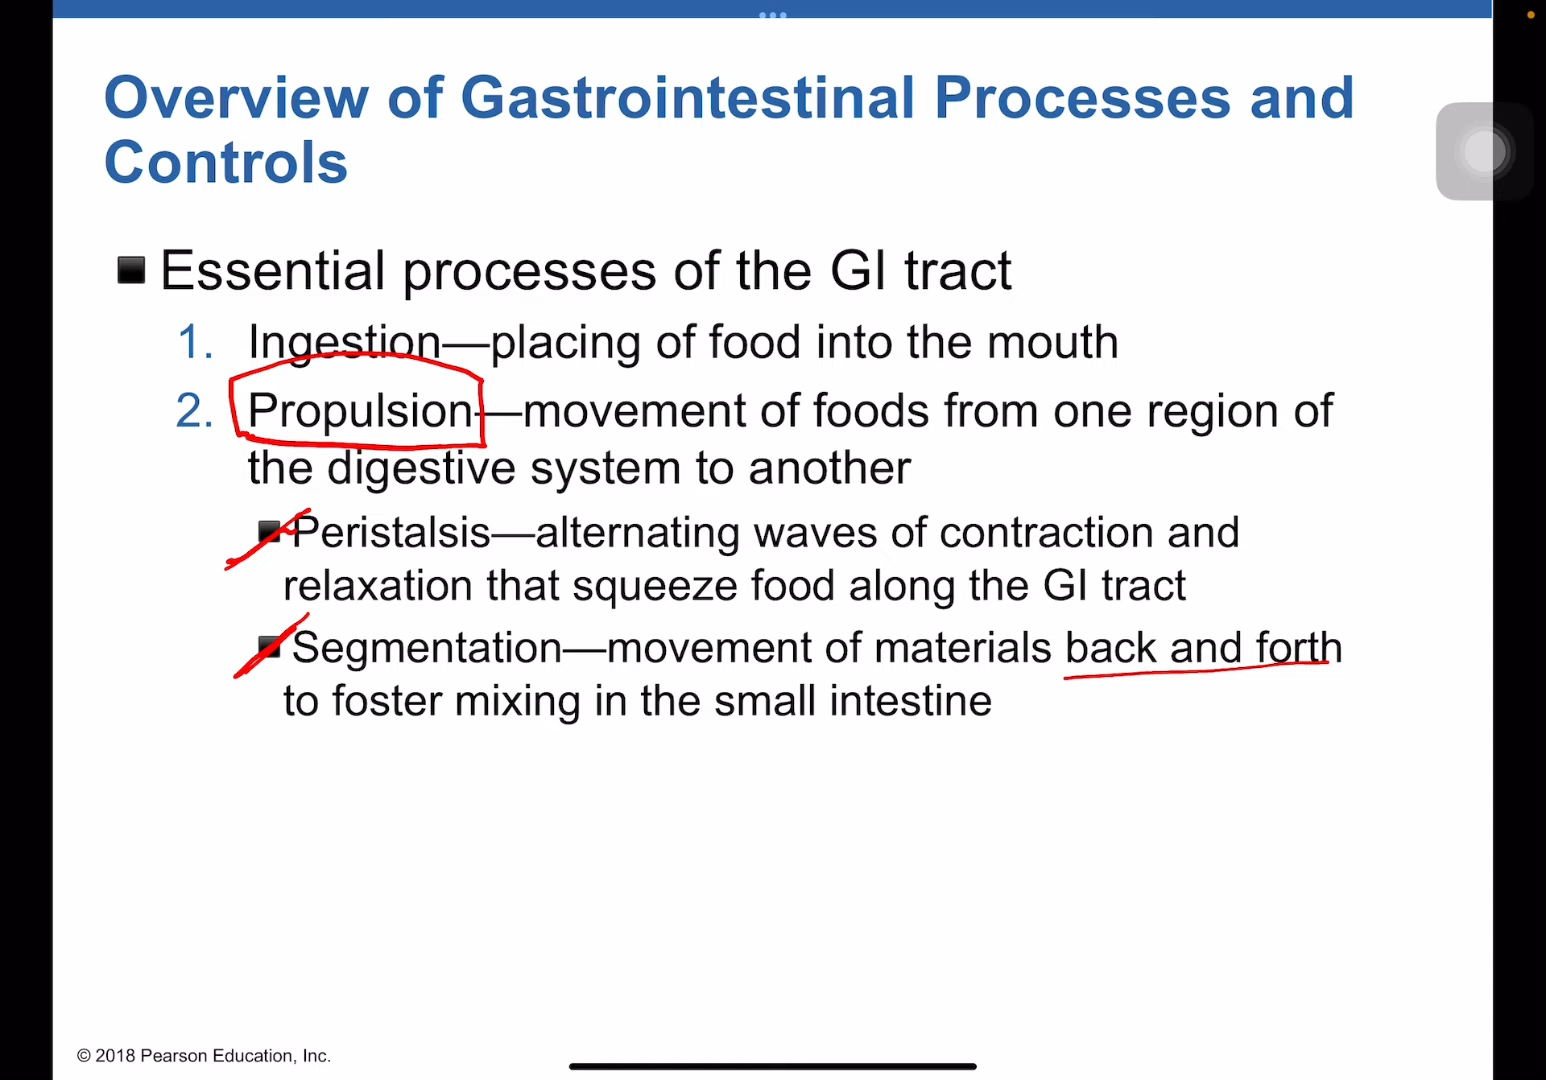 Overview of Gastrointestinal Processes and
Controls
Essential processes of the GI tract
1. Ingestion—placing of food into the mouth
2. Propulsion—movement of foods from one region of
the digestive system to another
Peristalsis—alternating waves of contraction and
relaxation that squeeze food along the GI tract
Segmentation—movement of materials back and forth
to foster mixing in the small intestine
© 2018 Pearson Education, Inc.